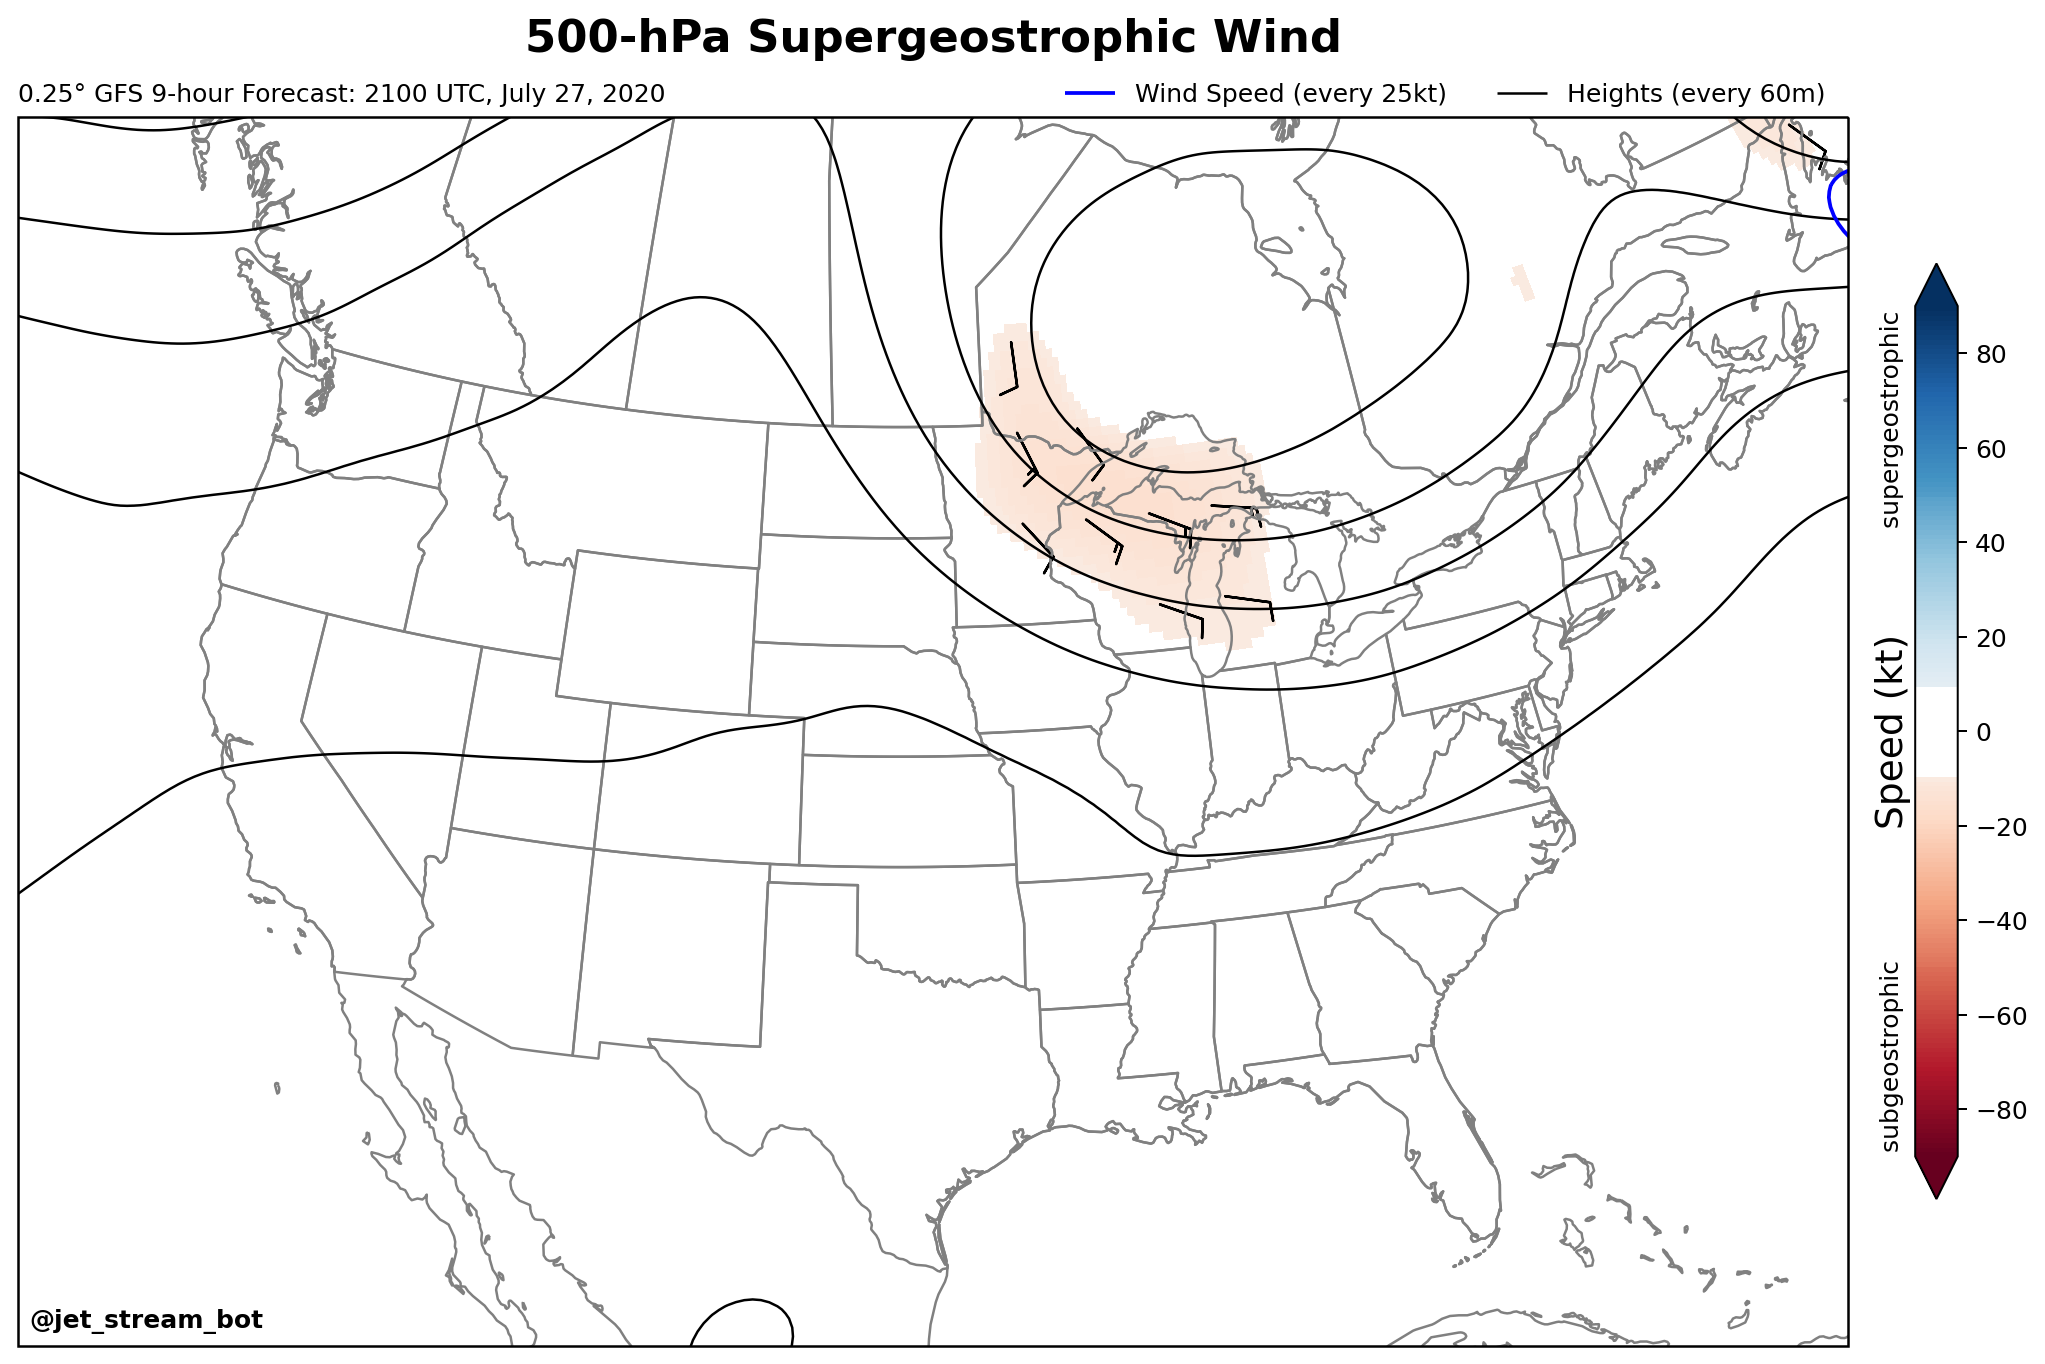 500-hPa Supergeostrophic Wind
0.25° GFS 9-hour Forecast: 2100 UTC, July 27, 2020
Wind Speed (every 25kt)
Heights (every 60m)
supergeostrophic
Speed (kt)
subgeostrophic
80
60
40
20
0
−20
−40
−60
−80
@jet_stream_bot